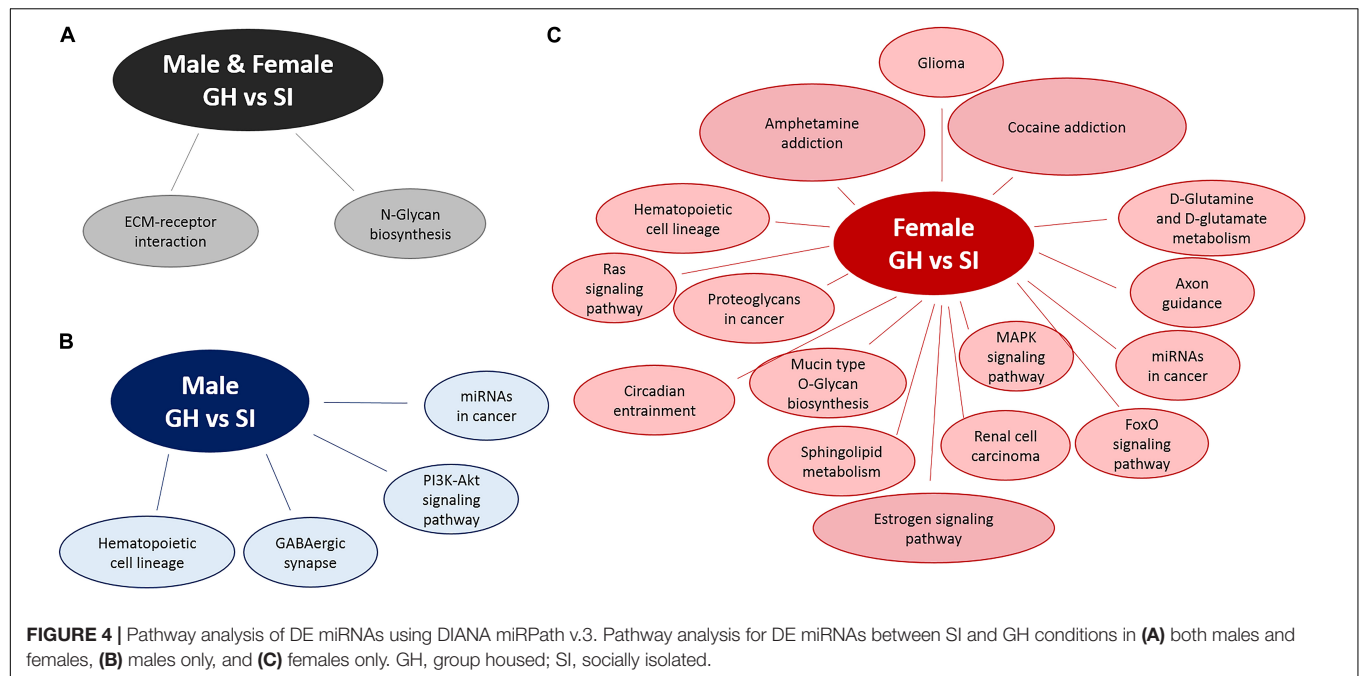 A
Male & Female
GH vs SI
ECM-receptor
interaction
N-Glycan
biosynthesis
B
Male
GH vs SI
miRNAs
in cancer
PI3K-Akt
signaling
pathway
GABAergic
synapse
Hematopoietic
cell lineage
C
Glioma
Amphetamine
addiction
Cocaine addiction
Hematopoietic
cell lineage
Female
GH vs SI
D-Glutamine
and D-glutamate
metabolism
Ras
signaling
pathway
Proteoglycans
in cancer
Axon
guidance
Circadian
entrainment
Mucin type
O-Glycan
biosynthesis
MAPK
signaling
pathway
miRNAs
in cancer
Sphingolipid
metabolism
Renal cell
carcinoma
FoxO
signaling
pathway
Estrogen signaling
pathway
FIGURE 4 | Pathway analysis of DE miRNAs using DIANA miRPath v.3. Pathway analysis for DE miRNAs between SI and GH conditions in (A) both males and
females, (B) males only, and (C) females only. GH, group housed; SI, socially isolated.